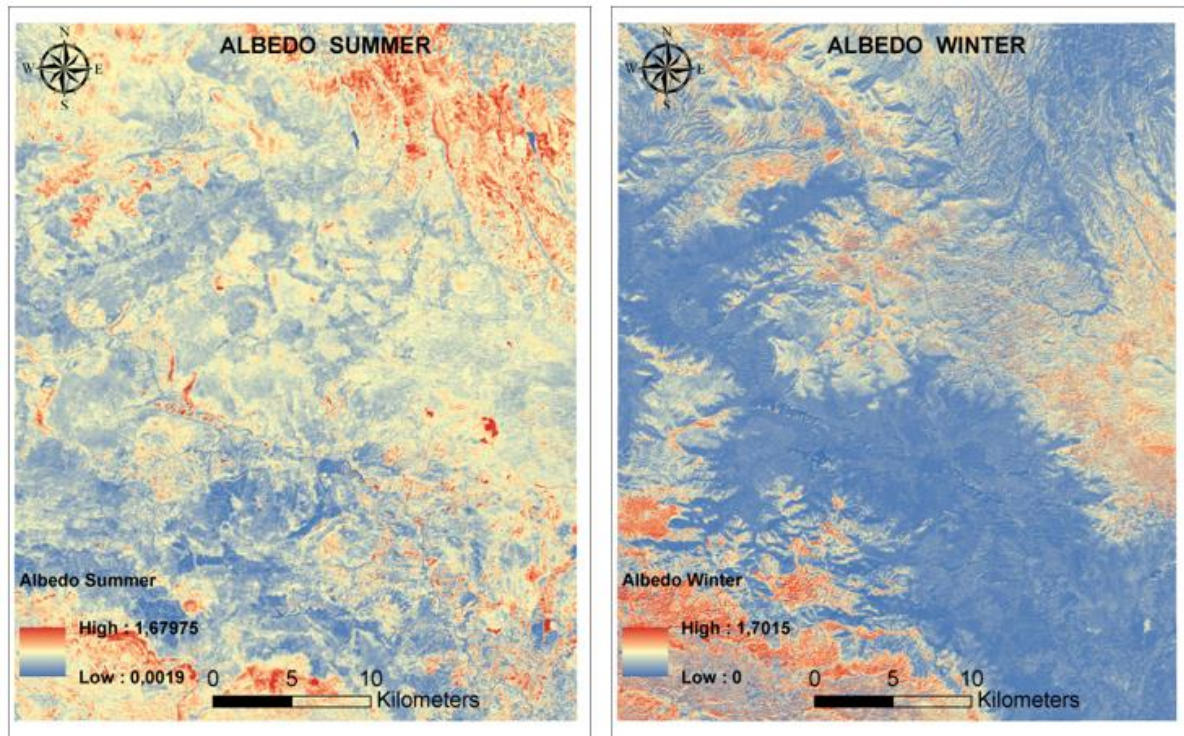 ALBEDO SUMMER
N
W E
S
Albedo Summer
High : 1,67975
Low : 0,0019
0 5 10
Kilometers
ALBEDO WINTER
N
W E
S
Albedo Winter
High : 1,7015
Low : 0
0 5 10
Kilometers